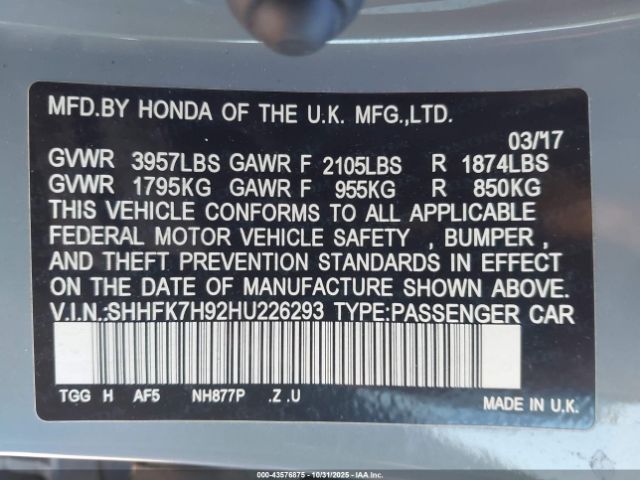 MFD.BY HONDA OF THE U.K. MFG.,LTD.
03/17
GVWR 3957LBS GAWR F 2105LBS R 1874LBS
GVWR 1795KG GAWR F 955KG R 850KG
THIS VEHICLE CONFORMS TO ALL APPLICABLE
FEDERAL MOTOR VEHICLE SAFETY , BUMPER ,
AND THEFT PREVENTION STANDARDS IN EFFECT
ON THE DATE OF MANUFACTURE SHOWN ABOVE.
V.I.N.:SHHFK7H92HU226293 TYPE:PASSENGER CAR
TGG H AF5 NH877P .Z .U
MADE IN U.K.
000-43576875 - 10/31/2025 - IAAI.COM